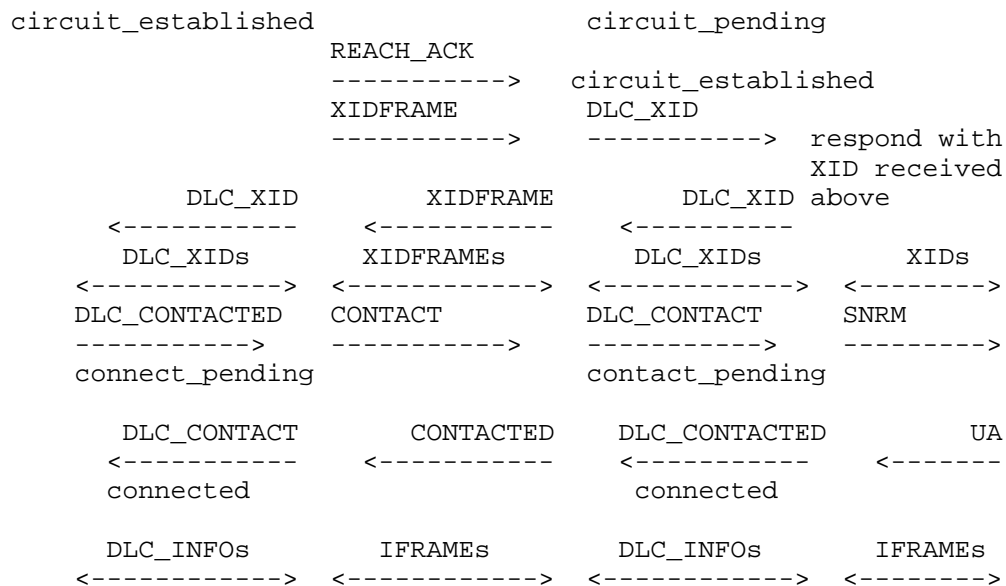 circuit_established circuit_pending
REACH_ACK
-----------> circuit_established
XIDFRAME DLC_XID
-----------> -----------> respond with
XID received
DLC_XID XIDFRAME DLC_XID above
<----------- <----------- <----------
DLC_XIDs XIDFRAMEs DLC_XIDs XIDs
<------------> <------------> <------------> <-------->
DLC_CONTACTED CONTACT DLC_CONTACT SNRM
-----------> -----------> -----------> --------->
connect_pending contact_pending
DLC_CONTACT CONTACTED DLC_CONTACTED UA
<----------- <----------- <----------- <-------
connected connected
DLC_INFOs IFRAMEs DLC_INFOs IFRAMEs
<------------> <------------> <------------> <-------->